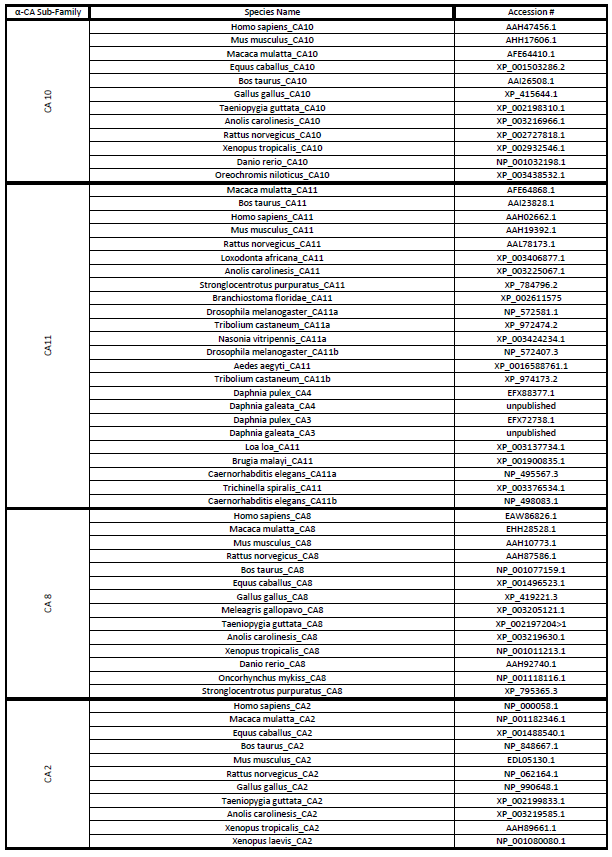 α-CA Sub-Family Species Name Accession #
CA 10
Homo sapiens_CA10 AAH47456.1
Mus musculus_CA10 AHH17606.1
Macaca mulatta_CA10 AFE64410.1
Equus caballus_CA10 XP_001503286.2
Bos taurus_CA10 AAI26508.1
Gallus gallus_CA10 XP_415644.1
Taeniopygia guttata_CA10 XP_002198310.1
Anolis carolinesis_CA10 XP_003216966.1
Rattus norvegicus_CA10 XP_002727818.1
Xenopus tropicalis_CA10 XP_002932546.1
Danio rerio_CA10 NP_001032198.1
Oreochromis niloticus_CA10 XP_003438532.1
CA11
Macaca mulatta_CA11 AFE64868.1
Bos taurus_CA11 AAI23828.1
Homo sapiens_CA11 AAH02662.1
Mus musculus_CA11 AAH19392.1
Rattus norvegicus_CA11 AAL78173.1
Loxodonta africana_CA11 XP_003406877.1
Anolis carolinesis_CA11 XP_003225067.1
Stronglocentrotus purpuratus_CA11 XP_784796.2
Branchiostoma floridae_CA11 XP_002611575
Drosophila melanogaster_CA11a NP_572581.1
Tribolium castaneum_CA11a XP_972474.2
Nasonia vitripennis_CA11a XP_003424234.1
Drosophila melanogaster_CA11b NP_572407.3
Aedes aegyti_CA11 XP_0016588761.1
Tribolium castaneum_CA11b XP_974173.2
Daphnia pulex_CA4 EFX88377.1
Daphnia galeata_CA4 unpublished
Daphnia pulex_CA3 EFX72738.1
Daphnia galeata_CA3 unpublished
Loa loa_CA11 XP_003137734.1
Brugia malayi_CA11 XP_001900835.1
Caernorhabditis elegans_CA11a NP_495567.3
Trichinella spiralis_CA11 XP_003376534.1
Caernorhabditis elegans_CA11b NP_498083.1
CA 8
Homo sapiens_CA8 EAW86826.1
Macaca mulatta_CA8 EHH28528.1
Mus musculus_CA8 AAH10773.1
Rattus norvegicus_CA8 AAH87586.1
Bos taurus_CA8 NP_001077159.1
Equus caballus_CA8 XP_001496523.1
Gallus gallus_CA8 XP_419221.3
Meleagris gallopavo_CA8 XP_003205121.1
Taeniopygia guttata_CA8 XP_002197204>1
Anolis carolinesis_CA8 XP_003219630.1
Xenopus tropicalis_CA8 NP_001011213.1
Danio rerio_CA8 AAH92740.1
Oncorhynchus mykiss_CA8 NP_001118116.1
Stronglocentrotus purpuratus_CA8 XP_795365.3
CA2
Homo sapiens_CA2 NP_000058.1
Macaca mulatta_CA2 NP_001182346.1
Equus caballus_CA2 XP_001488540.1
Bos taurus_CA2 NP_848667.1
Mus musculus_CA2 EDL05130.1
Rattus norvegicus_CA2 NP_062164.1
Gallus gallus_CA2 NP_990648.1
Taeniopygia guttata_CA2 XP_002199833.1
Anolis carolinesis_CA2 XP_003219585.1
Xenopus tropicalis_CA2 AAH89661.1
Xenopus laevis_CA2 NP_001080080.1